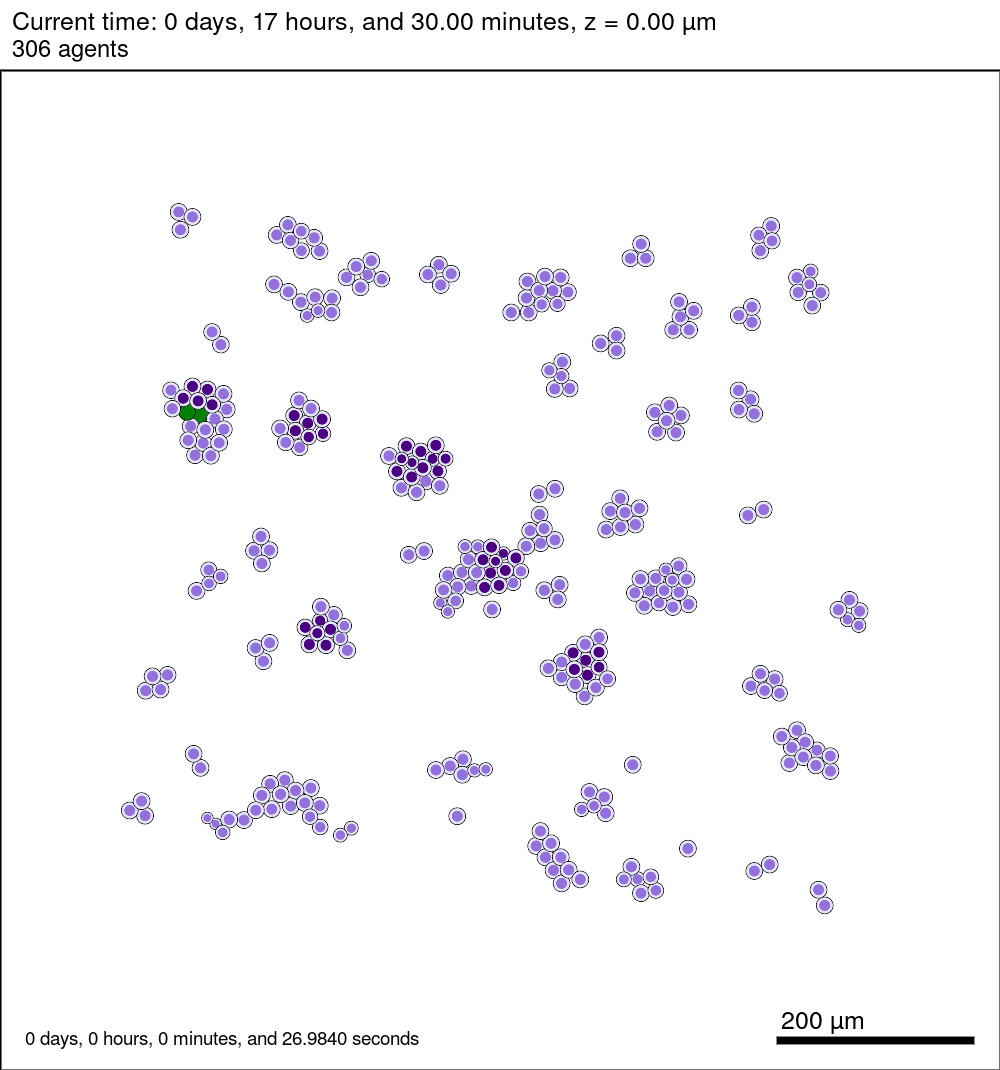 Current time: 0 days, 17 hours, and 30.00 minutes, z = 0.00 µm
306 agents
200 µm
0 days, 0 hours, 0 minutes, and 26.9840 seconds